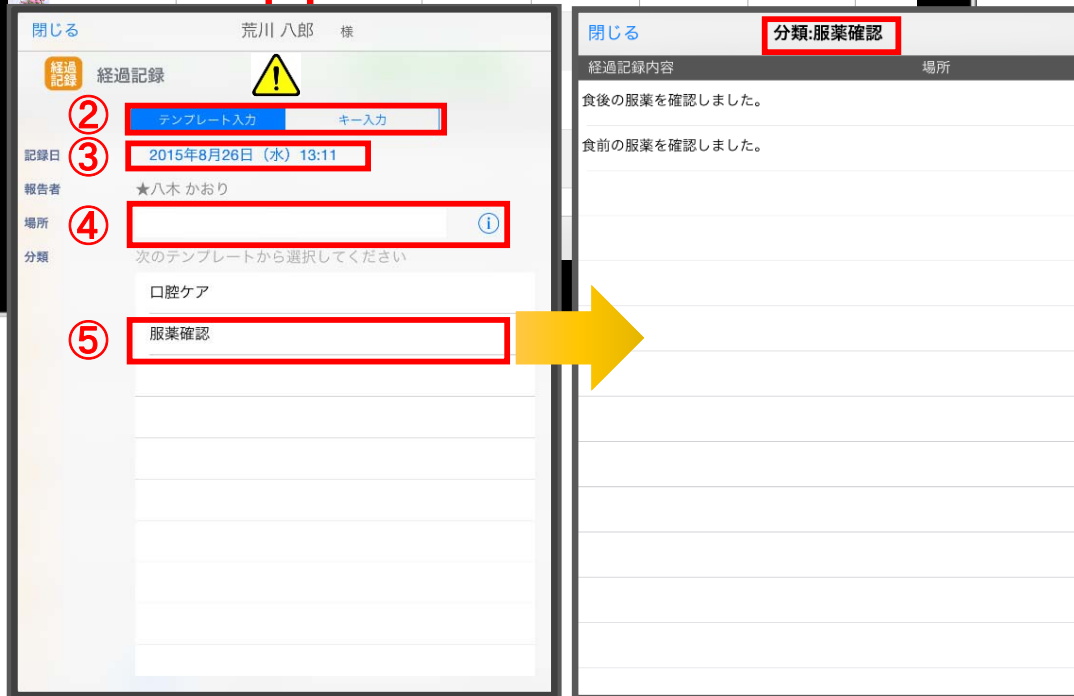 閉じる
荒川 八郎 様
経過
記録
経過記録
②
テンプレート入力
キー入力
記録日
③
2015年8月26日（水）13:11
報告者
★八木 かおり
場所
④
分類
次のテンプレートから選択してください
口腔ケア
⑤
服薬確認
閉じる
分類:服薬確認
経過記録内容
場所
食後の服薬を確認しました。
食前の服薬を確認しました。